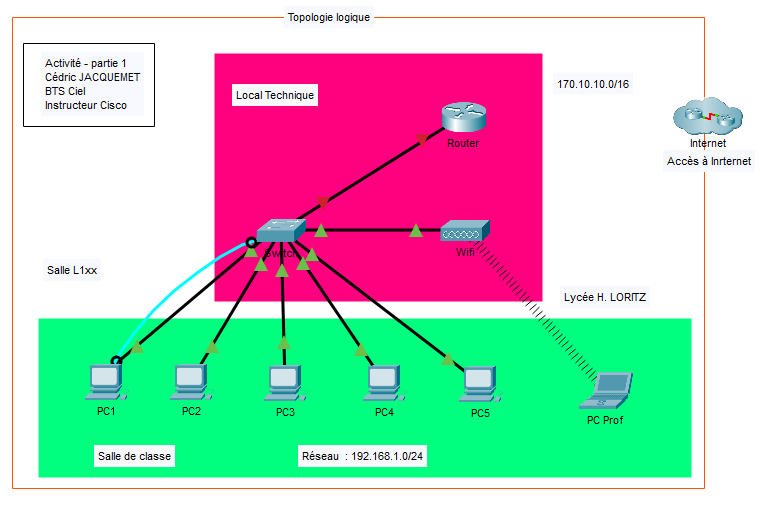 Topologie logique
Activité - partie 1
Cédric JACQUEMET
BTS Ciel
Instructeur Cisco
Local Technique
170.10.10.0/16
Router
Internet
Accès à Inrternet
Switch
Wifi
Salle L1xx
Lycée H. LORITZ
PC1
PC2
PC3
PC4
PC5
PC Prof
Salle de classe
Réseau : 192.168.1.0/24